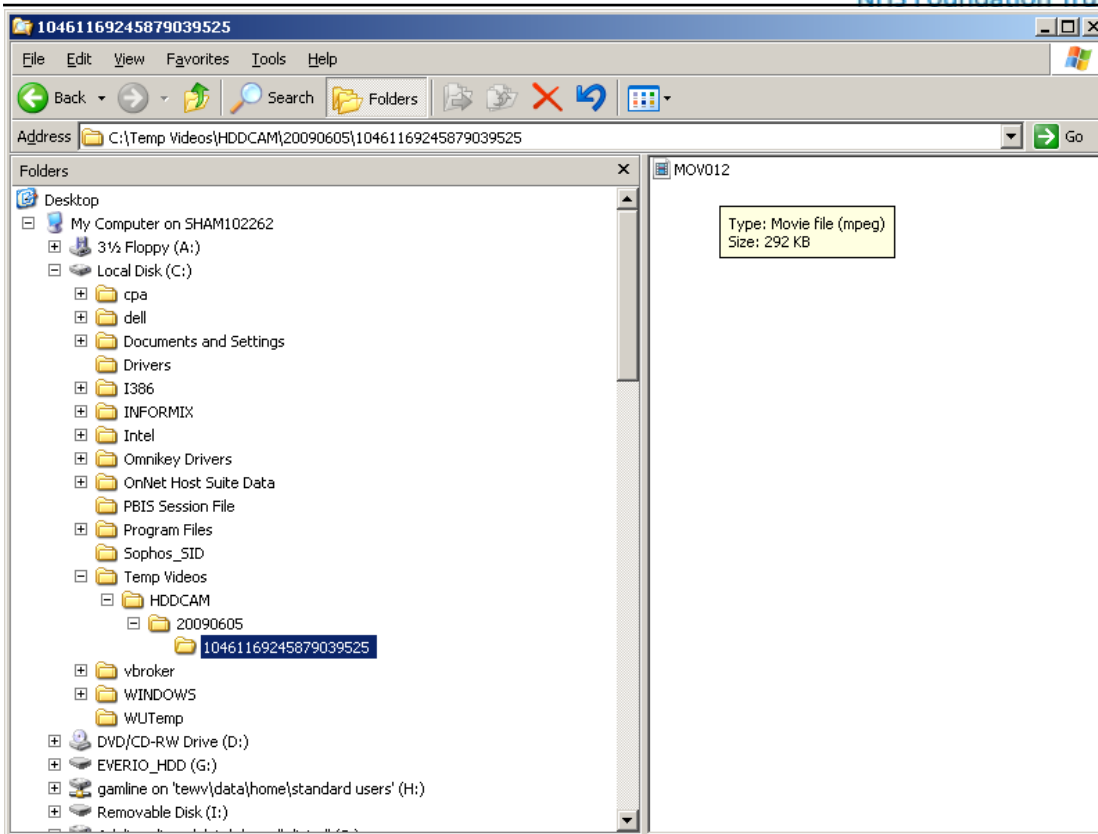 10461169245879039525
File Edit View Favorites Tools Help
Back Search Folders
Address C:\Temp Videos\HDDCAM\20090605\10461169245879039525 Go
Folders x
MOV012
Type: Movie file (mpeg)
Size: 292 KB
Desktop
My Computer on SHAM102262
3½ Floppy (A:)
Local Disk (C:)
cpa
dell
Documents and Settings
Drivers
I386
INFORMIX
Intel
Omnikey Drivers
OnNet Host Suite Data
PBIS Session File
Program Files
Sophos_SID
Temp Videos
HDDCAM
20090605
10461169245879039525
vbroker
WINDOWS
WUTemp
DVD/CD-RW Drive (D:)
EVERIO_HDD (G:)
gamline on 'tewv\data\home\standard users' (H:)
Removable Disk (I:)